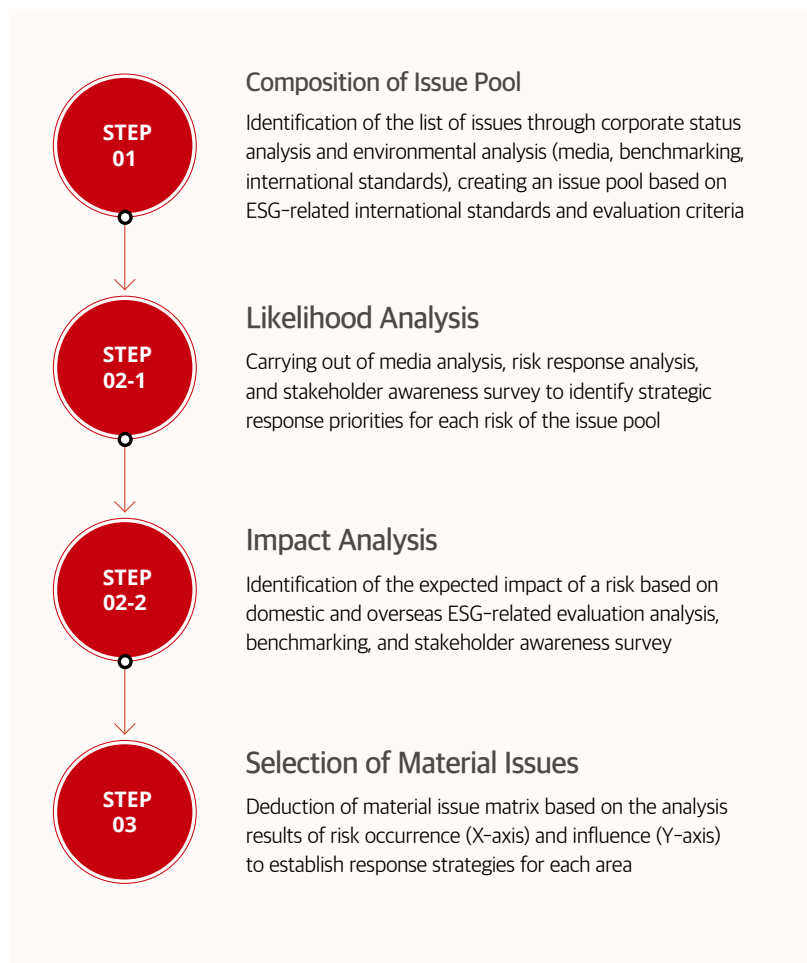 STEP
01
Composition of Issue Pool
Identification of the list of issues through corporate status
analysis and environmental analysis (media, benchmarking,
international standards), creating an issue pool based on
ESG-related international standards and evaluation criteria
STEP
02-1
Likelihood Analysis
Carrying out of media analysis, risk response analysis,
and stakeholder awareness survey to identify strategic
response priorities for each risk of the issue pool
STEP
02-2
Impact Analysis
Identification of the expected impact of a risk based on
domestic and overseas ESG-related evaluation analysis,
benchmarking, and stakeholder awareness survey
STEP
03
Selection of Material Issues
Deduction of material issue matrix based on the analysis
results of risk occurrence (X-axis) and influence (Y-axis)
to establish response strategies for each area